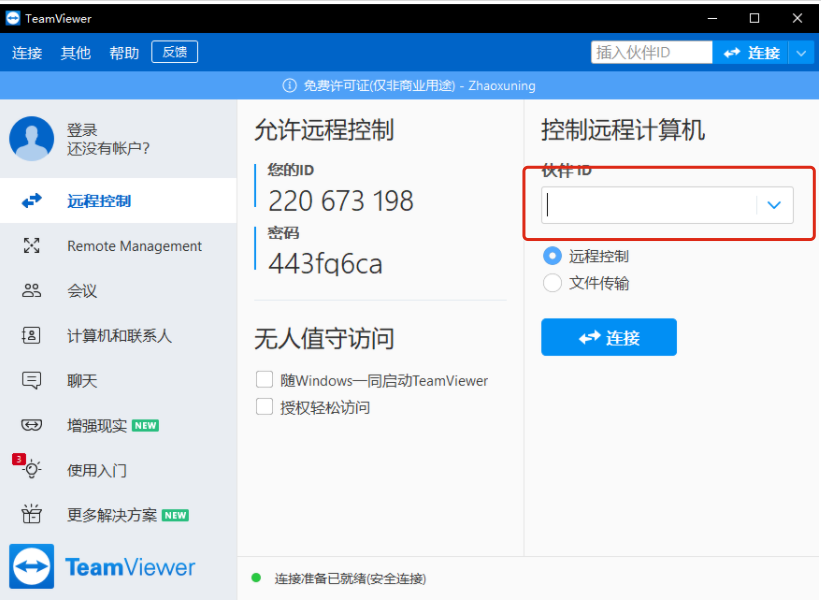 TeamViewer
连接 其他 帮助 反馈 插入伙伴ID 连接
免费许可证(仅非商业用途) - Zhaoxuning
登录
还没有帐户?
远程控制
Remote Management
会议
计算机和联系人
聊天
增强现实 NEW
3
使用入门
更多解决方案 NEW
TeamViewer
允许远程控制
您的ID
220 673 198
密码
443fq6ca
无人值守访问
随Windows一同启动TeamViewer
授权轻松访问
控制远程计算机
伙伴 ID
远程控制
文件传输
连接
连接准备已就绪(安全连接)